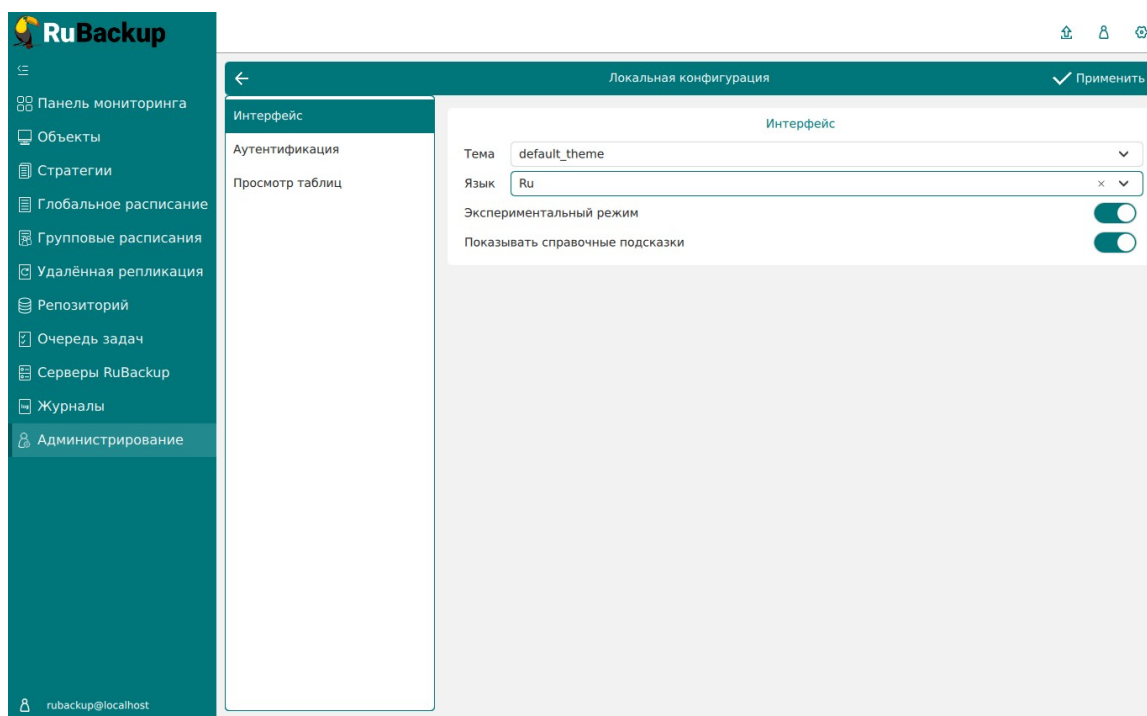 RuBackup
Панель мониторинга
Объекты
Стратегии
Глобальное расписание
Групповые расписания
Удалённая репликация
Репозиторий
Очередь задач
Серверы RuBackup
Журналы
Администрирование
rubackup@localhost
Локальная конфигурация
Применить
Интерфейс
Аутентификация
Просмотр таблиц
Интерфейс
Тема default_theme
Язык Ru
Экспериментальный режим
Показывать справочные подсказки